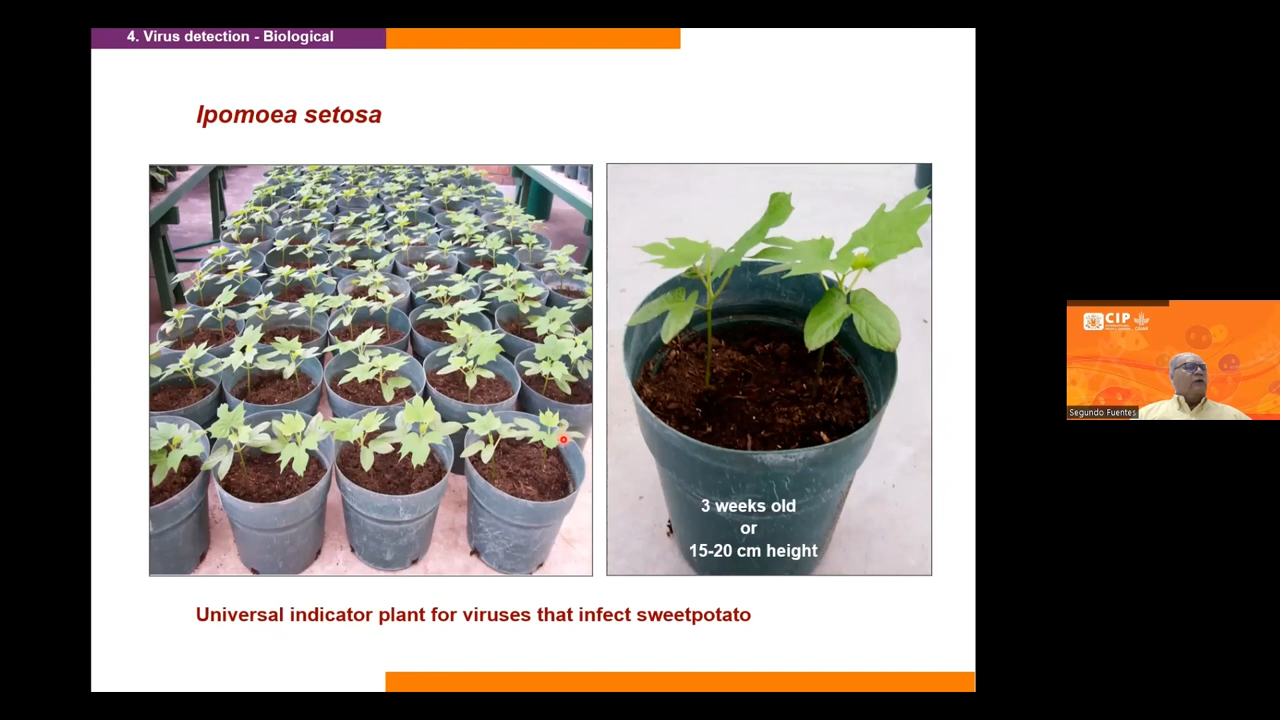 4. Virus detection - Biological
Ipomoea setosa
3 weeks old
or
15-20 cm height
Universal indicator plant for viruses that infect sweetpotato
CIP
Segundo Fuentes